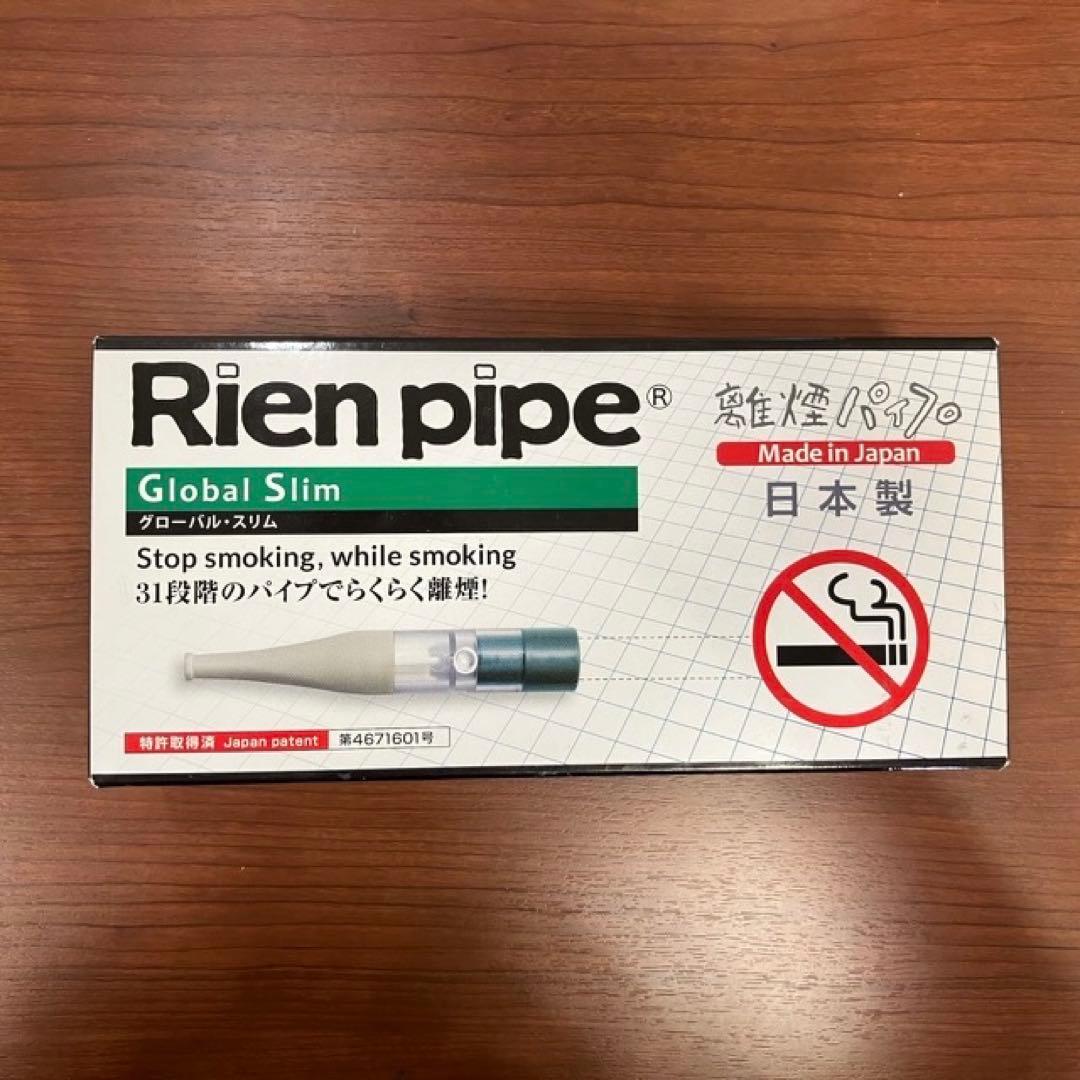 Rien pipe®
離煙パイプ
Made in Japan
日本製
Global Slim
グローバル・スリム
Stop smoking, while smoking
31段階のパイプでらくらく離煙!
特許取得済 Japan patent 第4671601号